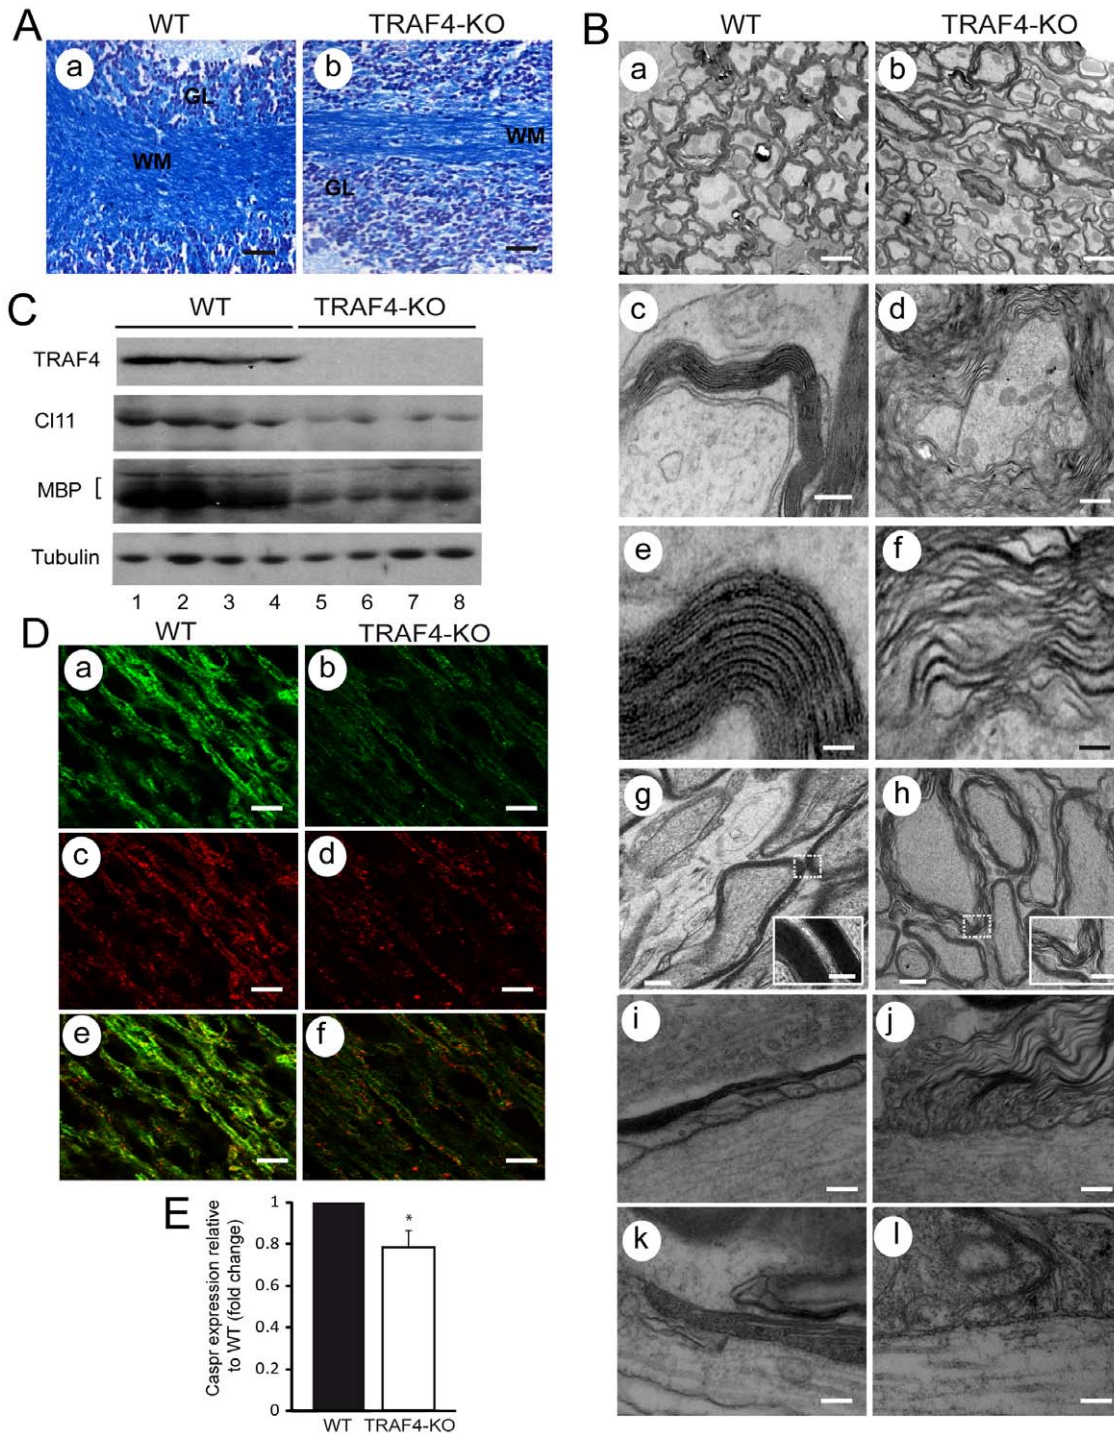 A
WT
TRAF4-KO
a
GL
WM
b
WM
GL
B
WT
TRAF4-KO
a
b
c
d
e
f
g
h
i
j
k
l
C
WT
TRAF4-KO
TRAF4
Cl11
MBP
Tubulin
1 2 3 4 5 6 7 8
D
WT
TRAF4-KO
a
b
c
d
e
f
E
Caspr expression relative
to WT (fold change)
1
0.8
0.6
0.4
0.2
0
*
WT
TRAF4-KO